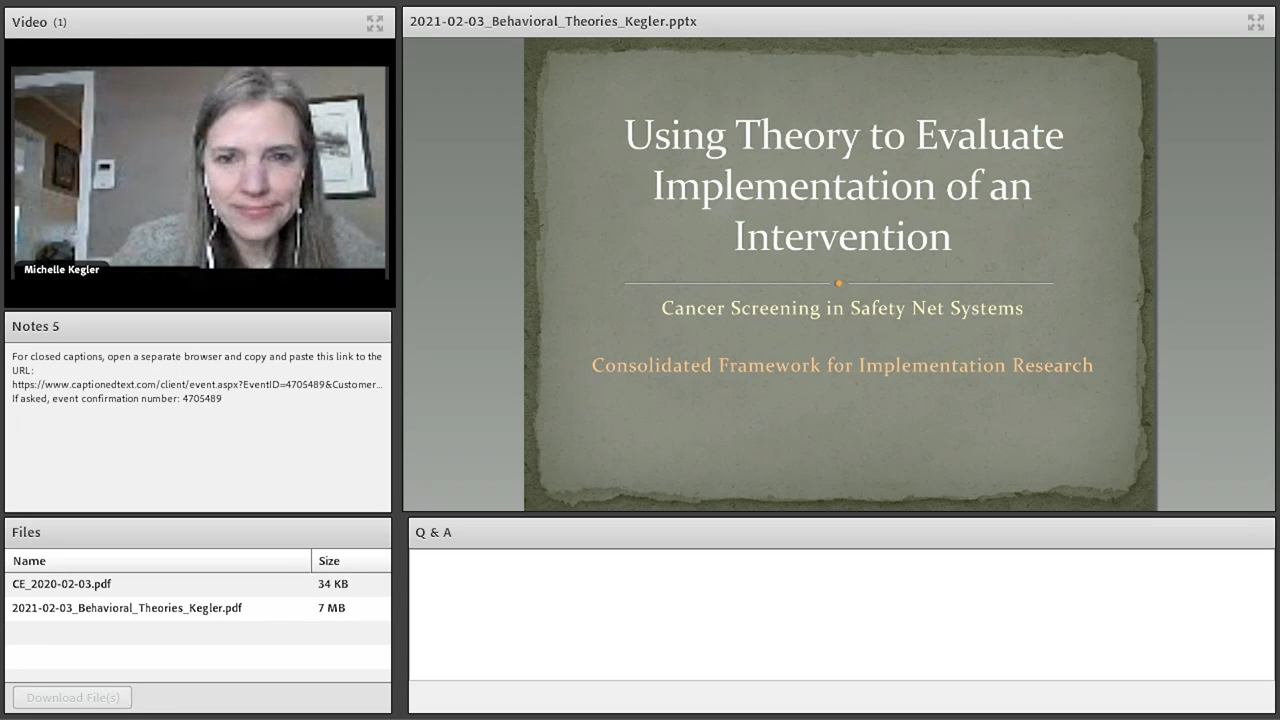 Video (1)
Michelle Kegler
Notes 5
For closed captions, open a separate browser and copy and paste this link to the
URL:
https://www.captionedtext.com/client/event.aspx?EventID=4705489&Customer...
If asked, event confirmation number: 4705489
Files
Name Size
CE_2020-02-03.pdf 34 KB
2021-02-03_Behavioral_Theories_Kegler.pdf 7 MB
Download File(s)
2021-02-03_Behavioral_Theories_Kegler.pptx
Using Theory to Evaluate
Implementation of an
Intervention
Cancer Screening in Safety Net Systems
Consolidated Framework for Implementation Research
Q & A